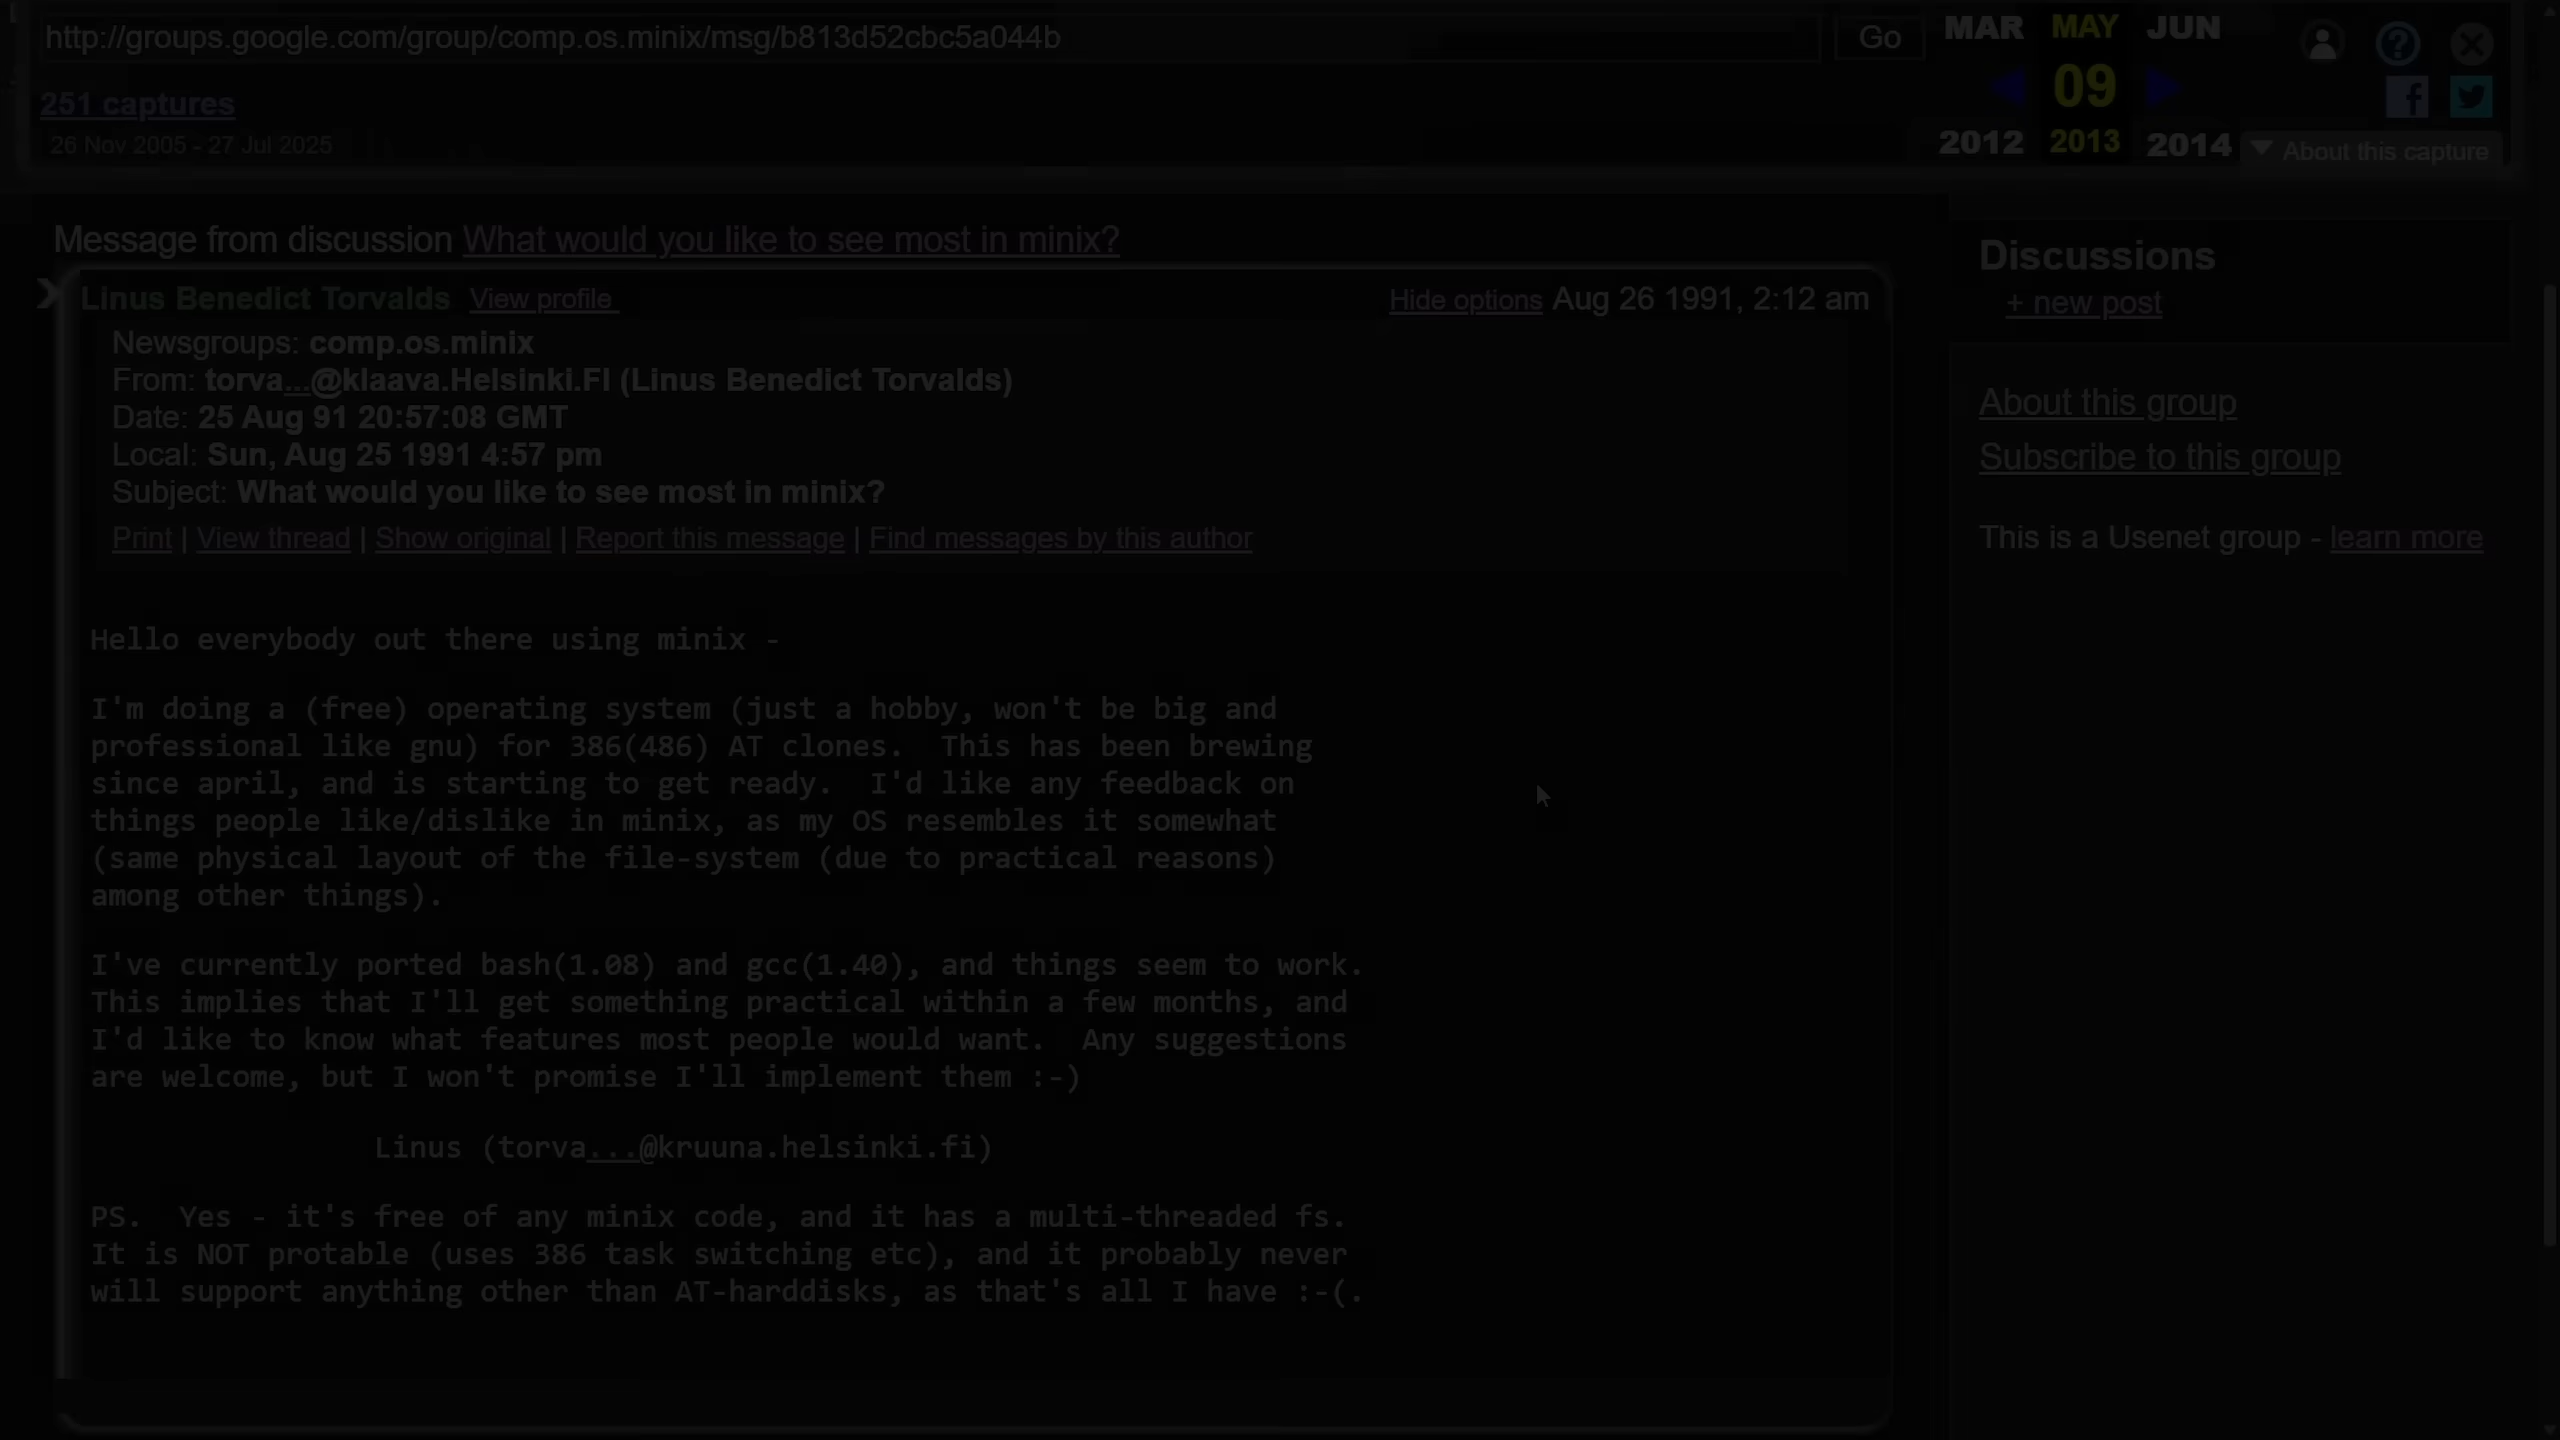 http://groups.google.com/group/comp.os.minix/msg/b813d52cbc5a044b
Go
MAR MAY JUN
09
2012 2013 2014
251 captures
26 Nov 2005 - 27 Jul 2025
About this capture
Message from discussion What would you like to see most in minix?
Linus Benedict Torvalds View profile
Hide options Aug 26 1991, 2:12 am
Newsgroups: comp.os.minix
From: torva...@klaava.Helsinki.FI (Linus Benedict Torvalds)
Date: 25 Aug 91 20:57:08 GMT
Local: Sun, Aug 25 1991 4:57 pm
Subject: What would you like to see most in minix?
Print | View thread | Show original | Report this message | Find messages by this author
Hello everybody out there using minix -
I'm doing a (free) operating system (just a hobby, won't be big and
professional like gnu) for 386(486) AT clones.  This has been brewing
since april, and is starting to get ready.  I'd like any feedback on
things people like/dislike in minix, as my OS resembles it somewhat
(same physical layout of the file-system (due to practical reasons)
among other things).
I've currently ported bash(1.08) and gcc(1.40), and things seem to work.
This implies that I'll get something practical within a few months, and
I'd like to know what features most people would want.  Any suggestions
are welcome, but I won't promise I'll implement them :-)
Linus (torva...@kruuna.helsinki.fi)
PS.  Yes - it's free of any minix code, and it has a multi-threaded fs.
It is NOT protable (uses 386 task switching etc), and it probably never
will support anything other than AT-harddisks, as that's all I have :-(.
Discussions
+ new post
About this group
Subscribe to this group
This is a Usenet group - learn more